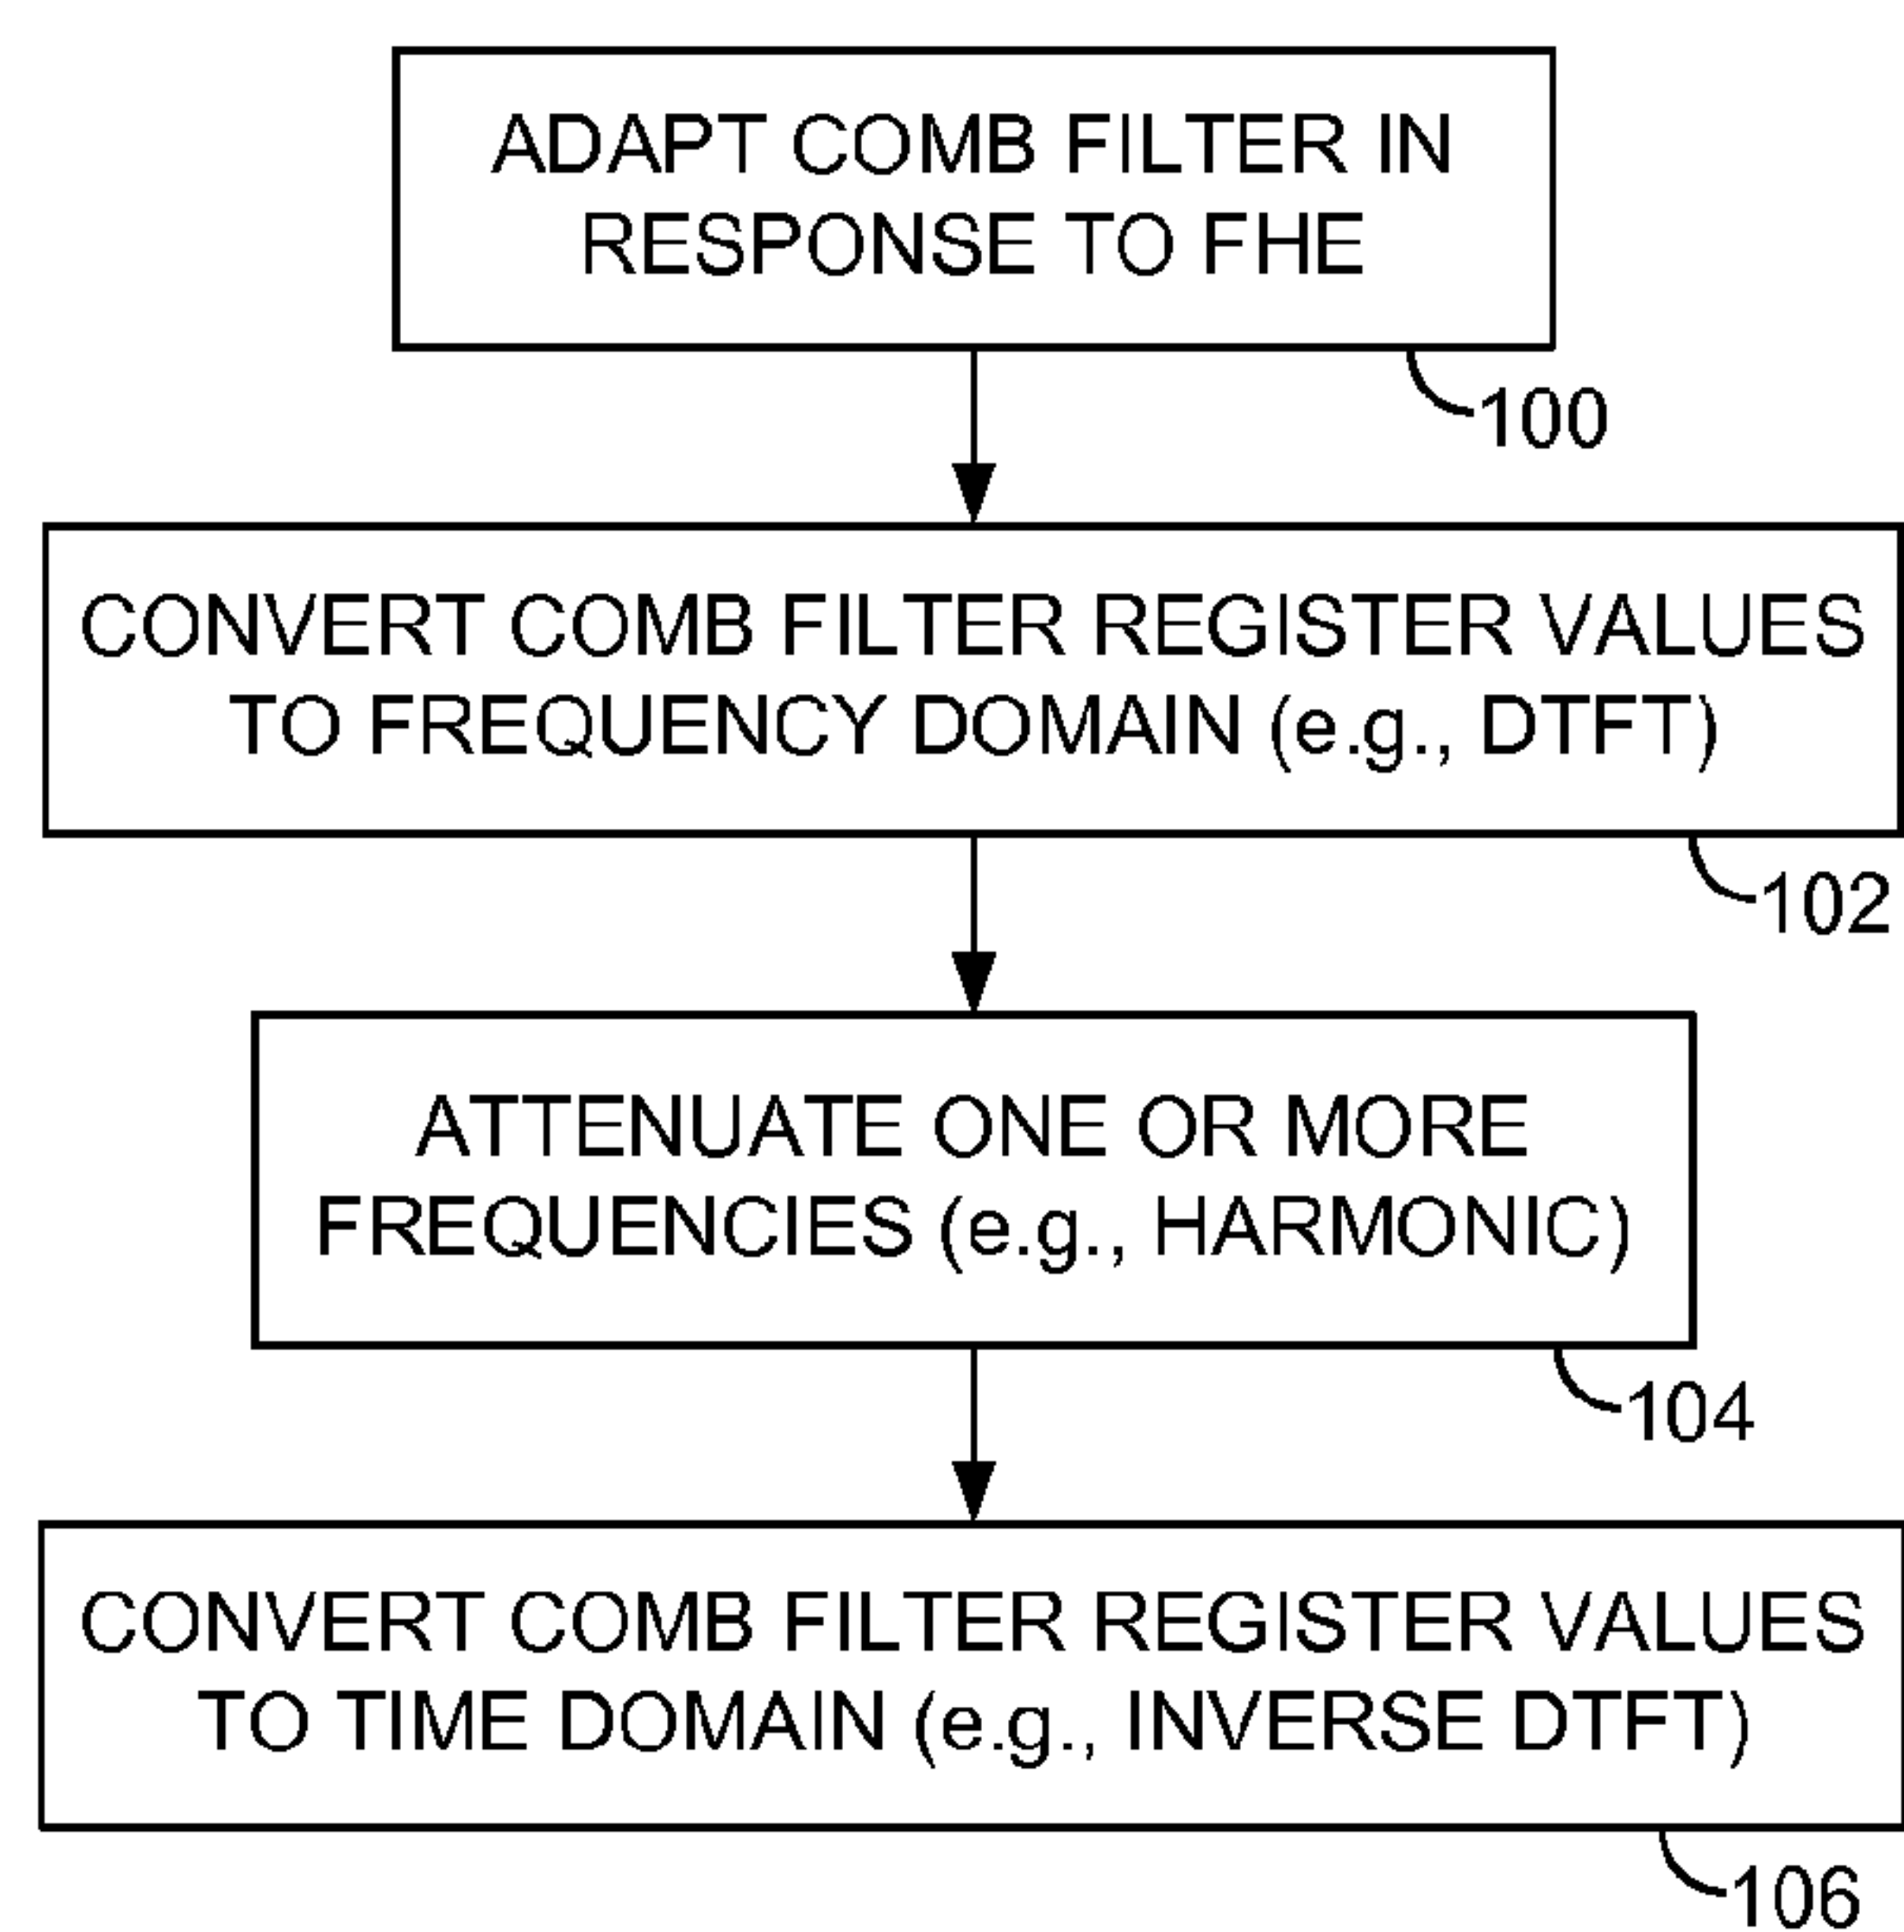 ADAPT COMB FILTER IN
RESPONSE TO FHE
100
CONVERT COMB FILTER REGISTER VALUES
TO FREQUENCY DOMAIN (e.g., DTFT)
102
ATTENUATE ONE OR MORE
FREQUENCIES (e.g., HARMONIC)
104
CONVERT COMB FILTER REGISTER VALUES
TO TIME DOMAIN (e.g., INVERSE DTFT)
106